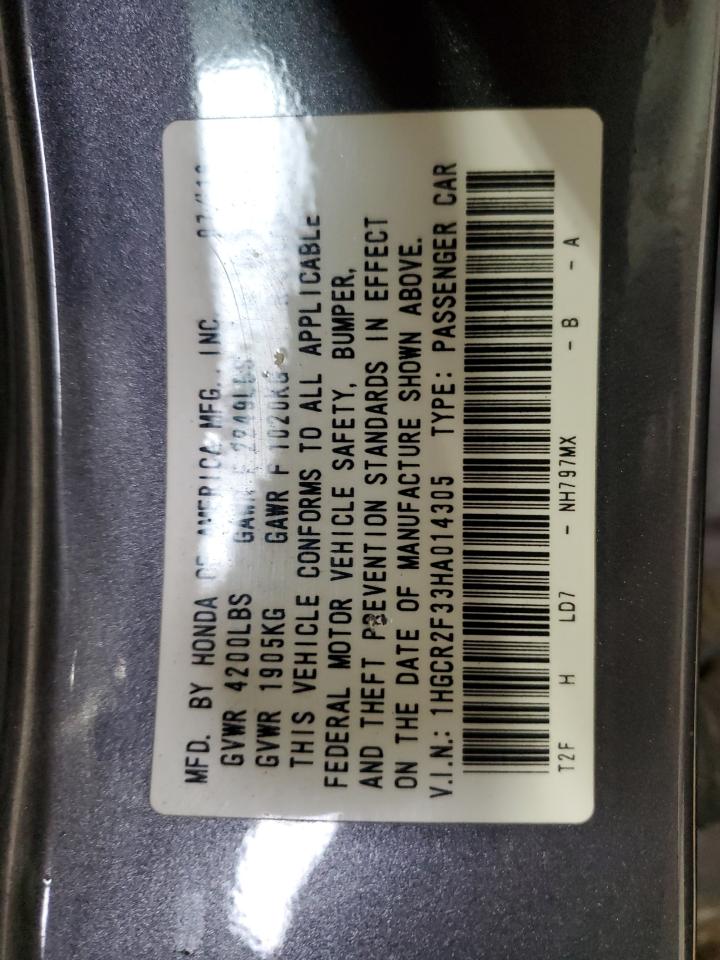 MFD. BY HONDA OF AMERICA MFG., INC.
GVWR 4200LBS GAWR F 2249LBS
GVWR 1905KG GAWR F 1020KG
THIS VEHICLE CONFORMS TO ALL APPLICABLE
FEDERAL MOTOR VEHICLE SAFETY, BUMPER,
AND THEFT PREVENTION STANDARDS IN EFFECT
ON THE DATE OF MANUFACTURE SHOWN ABOVE.
V.I.N.: 1HGCR2F33HA014305 TYPE: PASSENGER CAR
T2F H LD7 - NH797MX - B - A